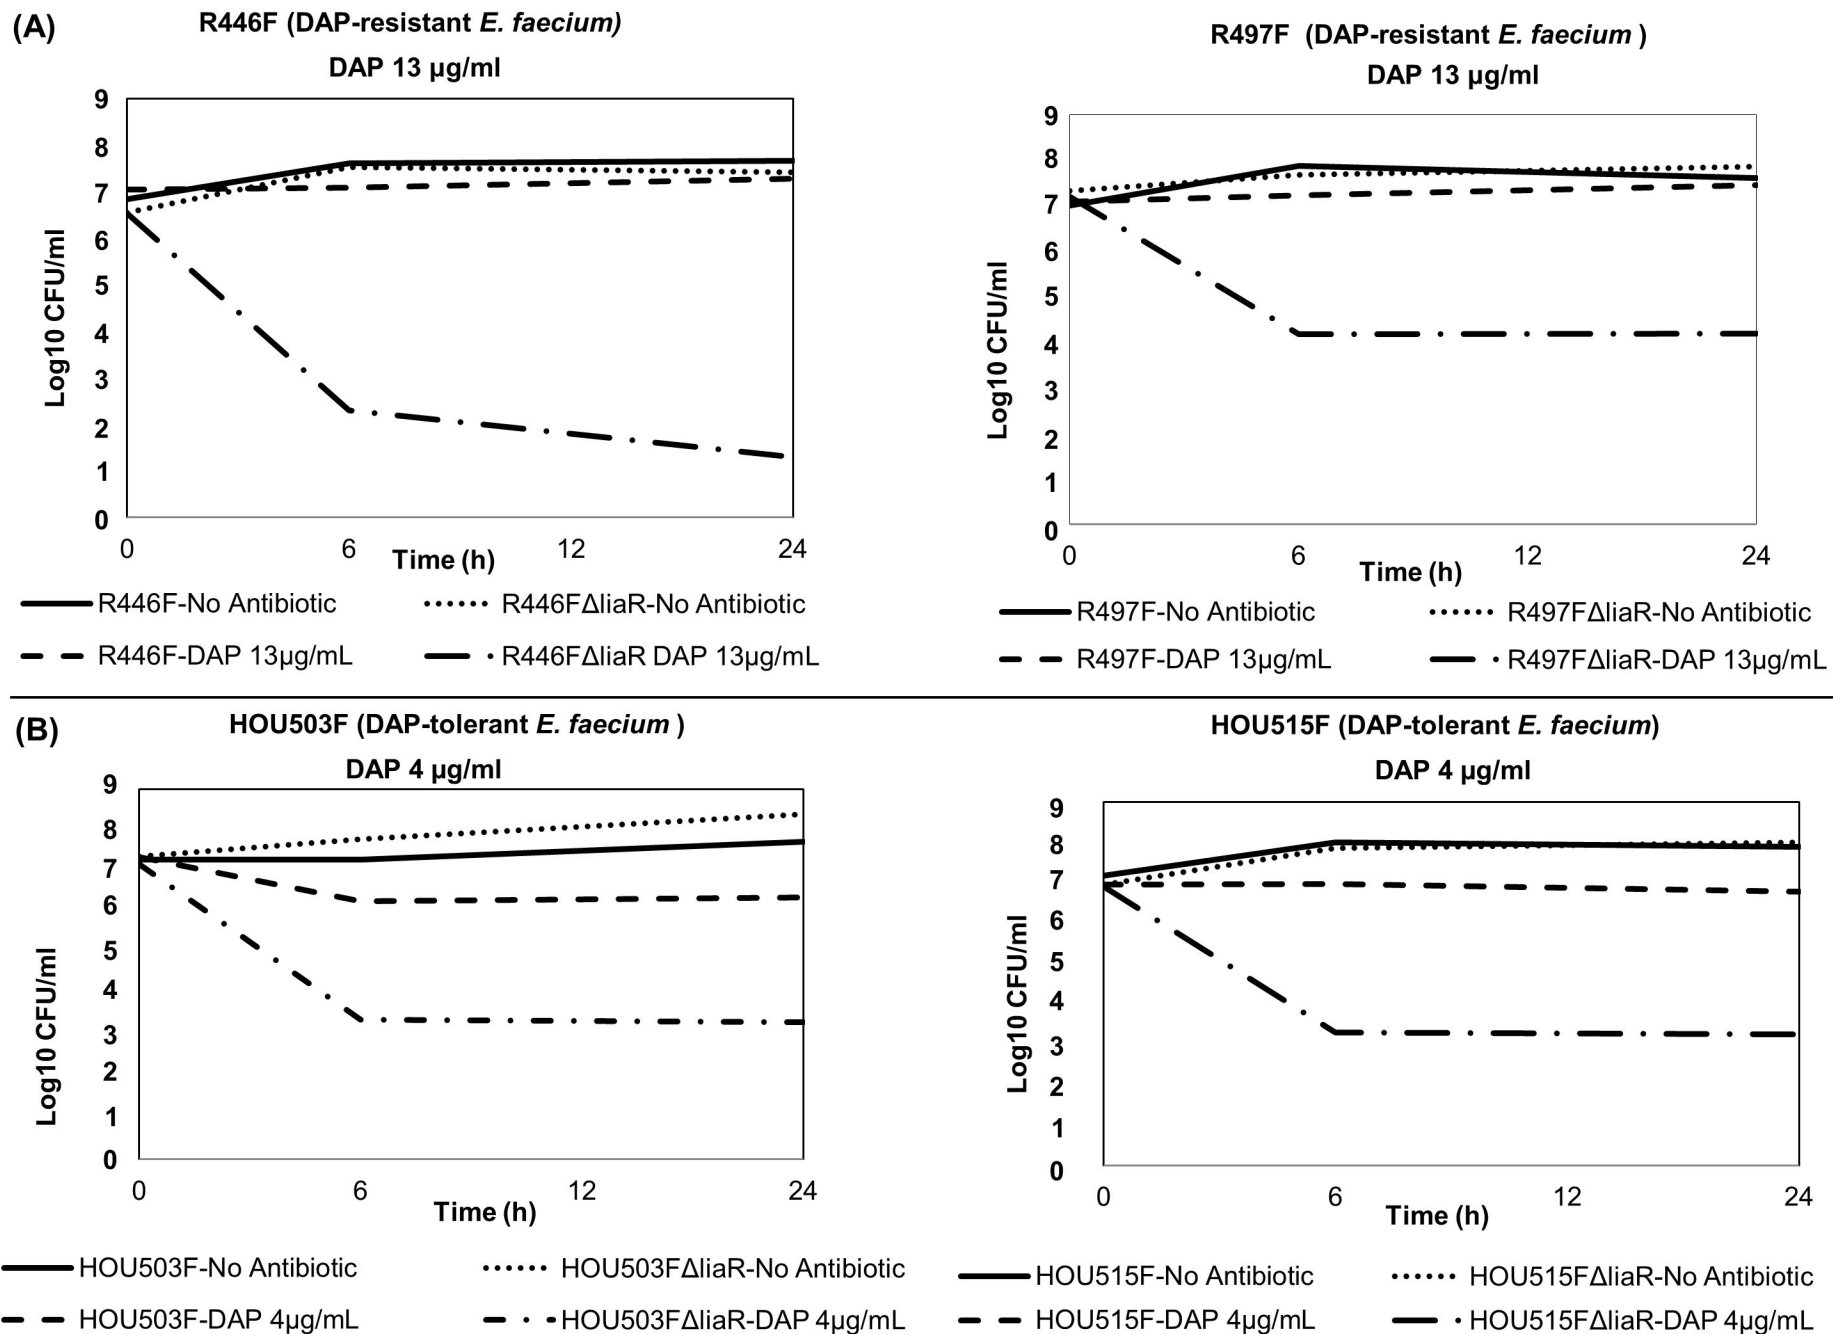 (A)
R446F (DAP-resistant E. faecium)
DAP 13 µg/ml
9
8
7
6
5
4
3
2
1
0
Log10 CFU/ml
0 6 12 24
Time (h)
R446F-No Antibiotic R446FΔliaR-No Antibiotic
R446F-DAP 13µg/mL R446FΔliaR DAP 13µg/mL
R497F (DAP-resistant E. faecium )
DAP 13 µg/ml
9
8
7
6
5
4
3
2
1
0
Log10 CFU/ml
0 6 12 24
Time (h)
R497F-No Antibiotic R497FΔliaR-No Antibiotic
R497F-DAP 13µg/mL R497FΔliaR-DAP 13µg/mL
(B)
HOU503F (DAP-tolerant E. faecium )
DAP 4 µg/ml
9
8
7
6
5
4
3
2
1
0
Log10 CFU/ml
0 6 12 24
Time (h)
HOU503F-No Antibiotic HOU503FΔliaR-No Antibiotic
HOU503F-DAP 4µg/mL HOU503FΔliaR-DAP 4µg/mL
HOU515F (DAP-tolerant E. faecium)
DAP 4 µg/ml
9
8
7
6
5
4
3
2
1
0
Log10 CFU/ml
0 6 12 24
Time (h)
HOU515F-No Antibiotic HOU515FΔliaR-No Antibiotic
HOU515F-DAP 4µg/mL HOU515FΔliaR-DAP 4µg/mL